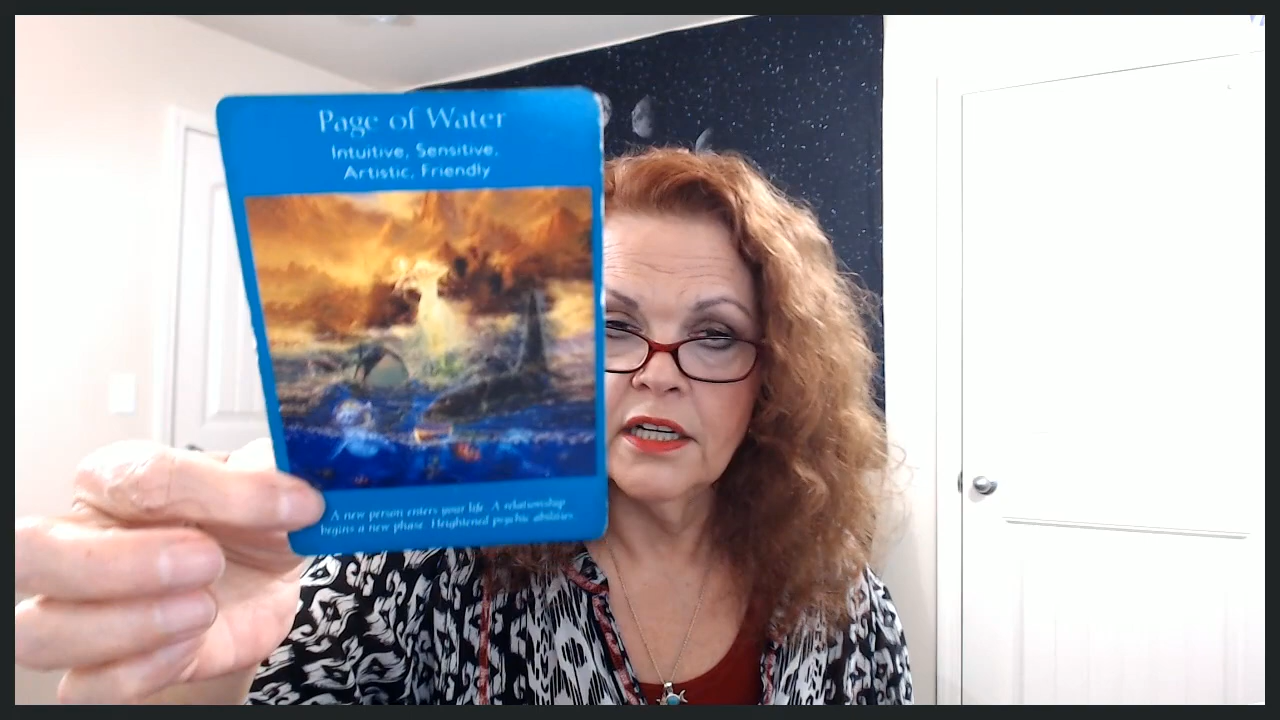 Page of Water
Intuitive, Sensitive,
Artistic, Friendly
A new person enters your life. A relationship
begins a new phase. Heightened psychic abilities.